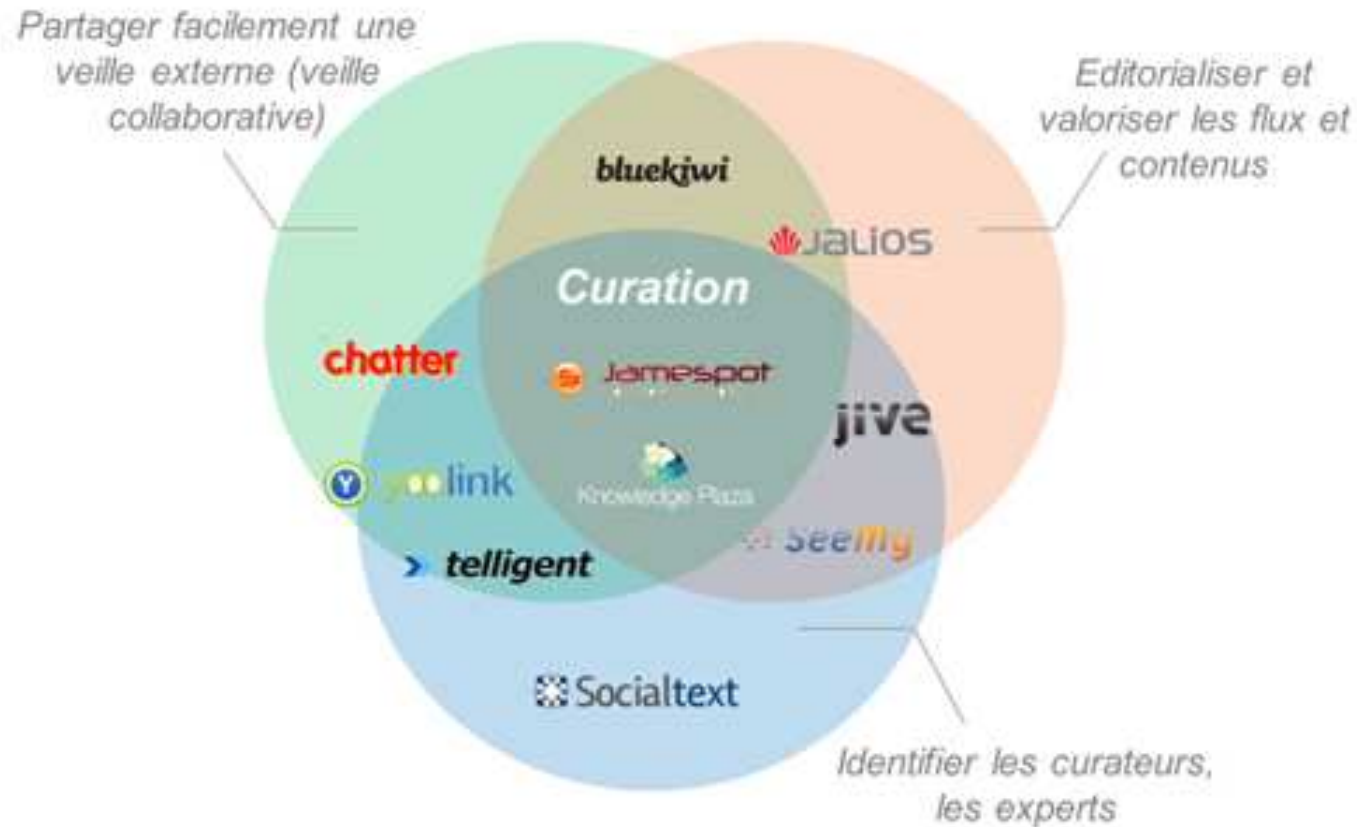 Partager facilement une
veille externe (veille
collaborative)
Editorialiser et
valoriser les flux et
contenus
bluekiwi
JALIOS
Curation
chatter
Jamespot
jive
Y yoolink
Knowledge Plaza
SeeMy
telligent
Socialtext
Identifier les curateurs,
les experts